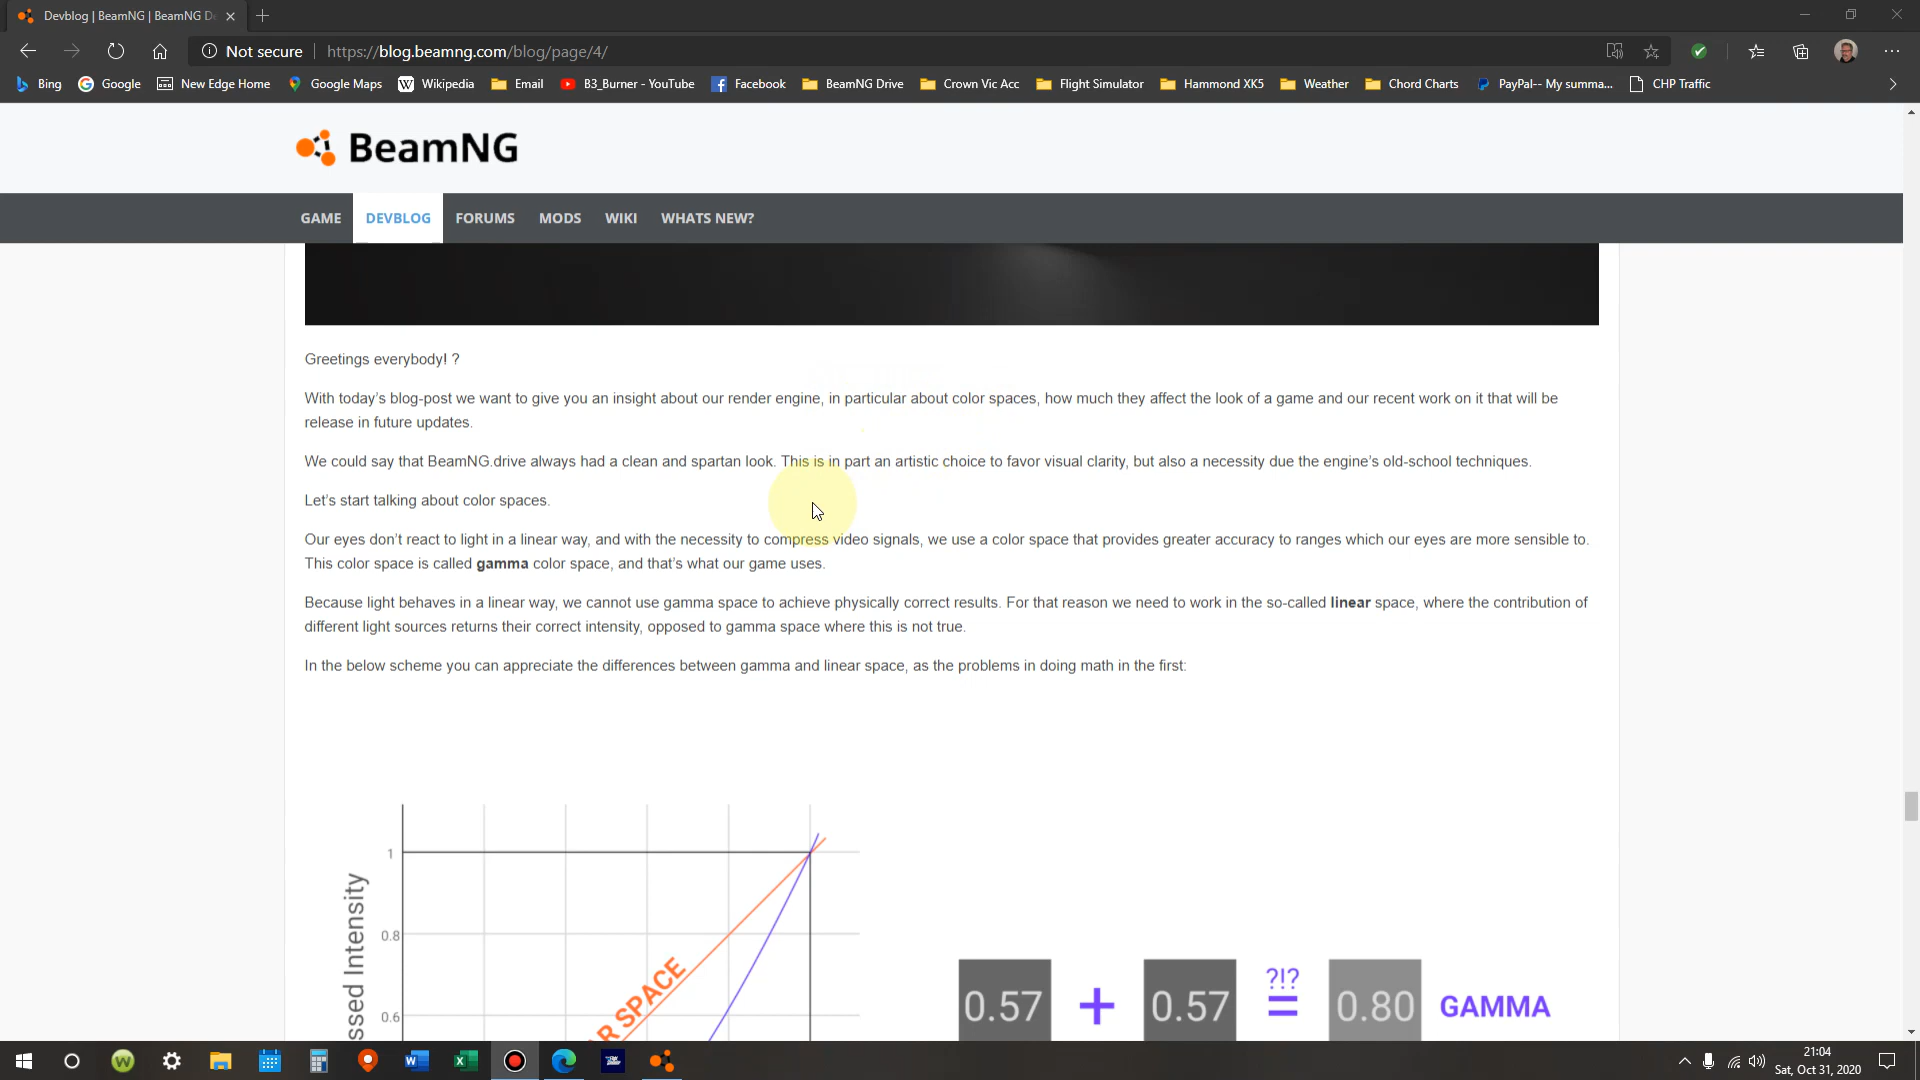 Devblog | BeamNG | BeamNG De
Not secure
https://blog.beamng.com/blog/page/4/
Bing
Google
New Edge Home
Google Maps
Wikipedia
Email
B3_Burner - YouTube
Facebook
BeamNG Drive
Crown Vic Acc
Flight Simulator
Hammond XK5
Weather
Chord Charts
PayPal-- My summa...
CHP Traffic
BeamNG
GAME
DEVBLOG
FORUMS
MODS
WIKI
WHATS NEW?
Greetings everybody! ?
With today's blog-post we want to give you an insight about our render engine, in particular about color spaces, how much they affect the look of a game and our recent work on it that will be
release in future updates.
We could say that BeamNG.drive always had a clean and spartan look. This is in part an artistic choice to favor visual clarity, but also a necessity due the engine's old-school techniques.
Let's start talking about color spaces.
Our eyes don't react to light in a linear way, and with the necessity to compress video signals, we use a color space that provides greater accuracy to ranges which our eyes are more sensible to.
This color space is called gamma color space, and that's what our game uses.
Because light behaves in a linear way, we cannot use gamma space to achieve physically correct results. For that reason we need to work in the so-called linear space, where the contribution of
different light sources returns their correct intensity, opposed to gamma space where this is not true.
In the below scheme you can appreciate the differences between gamma and linear space, as the problems in doing math in the first:
1
0.8
0.6
ssed Intensity
R SPACE
0.57
+
0.57
?!?
=
0.80
GAMMA
21:04
Sat, Oct 31, 2020